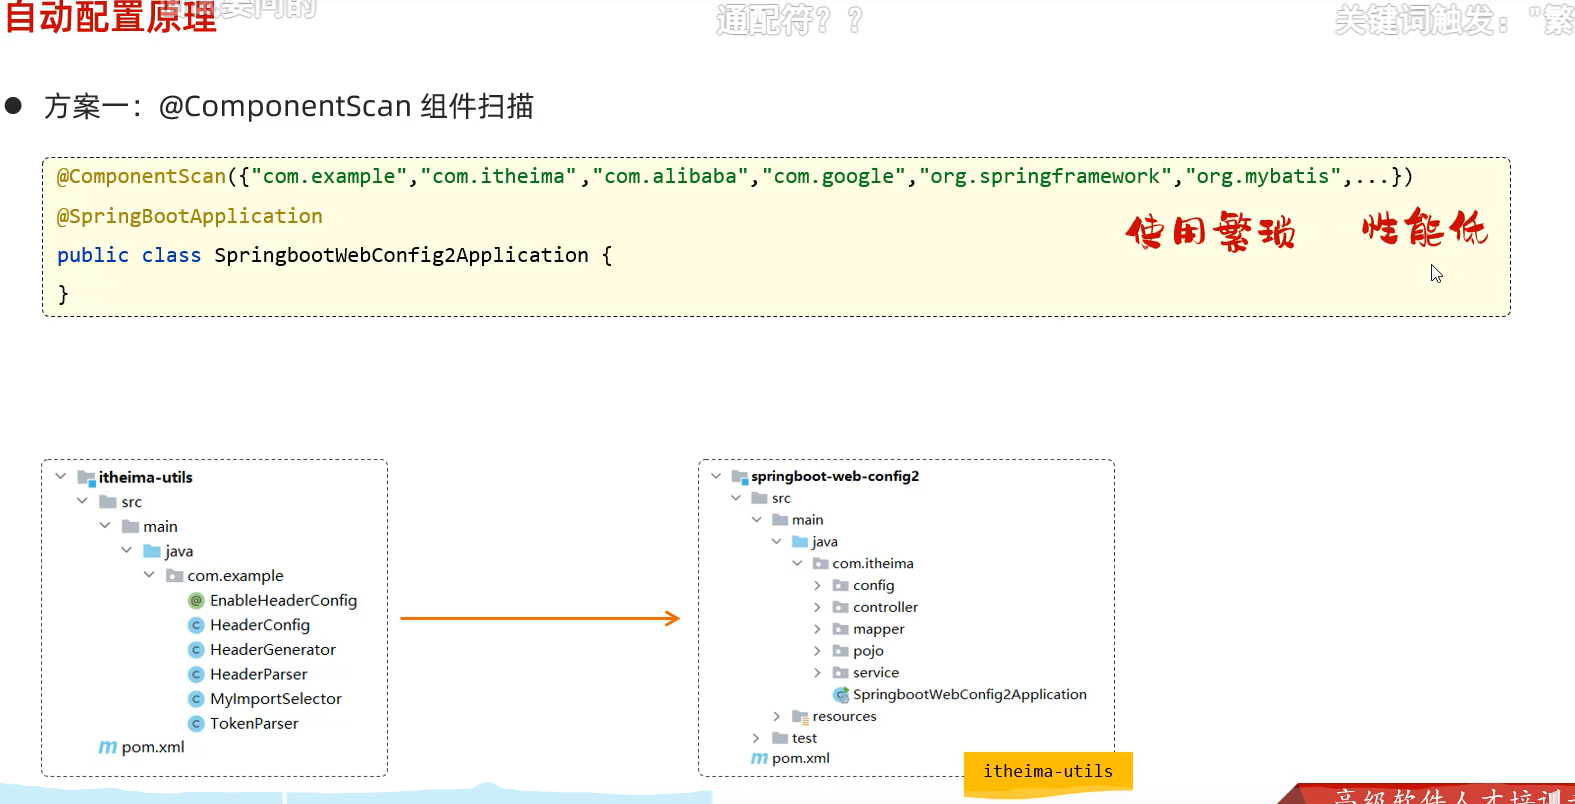 自动配置原理
要问的
通配符？？
关键词触发："繁
● 方案一：@ComponentScan 组件扫描
@ComponentScan({"com.example","com.itheima","com.alibaba","com.google","org.springframework","org.mybatis",...})
@SpringBootApplication
使用繁琐 性能低
public class SpringbootWebConfig2Application {
}
itheima-utils
src
main
java
com.example
EnableHeaderConfig
HeaderConfig
HeaderGenerator
HeaderParser
MyImportSelector
TokenParser
pom.xml
springboot-web-config2
src
main
java
com.itheima
config
controller
mapper
pojo
service
SpringbootWebConfig2Application
resources
test
pom.xml
itheima-utils
高级软件人才培训